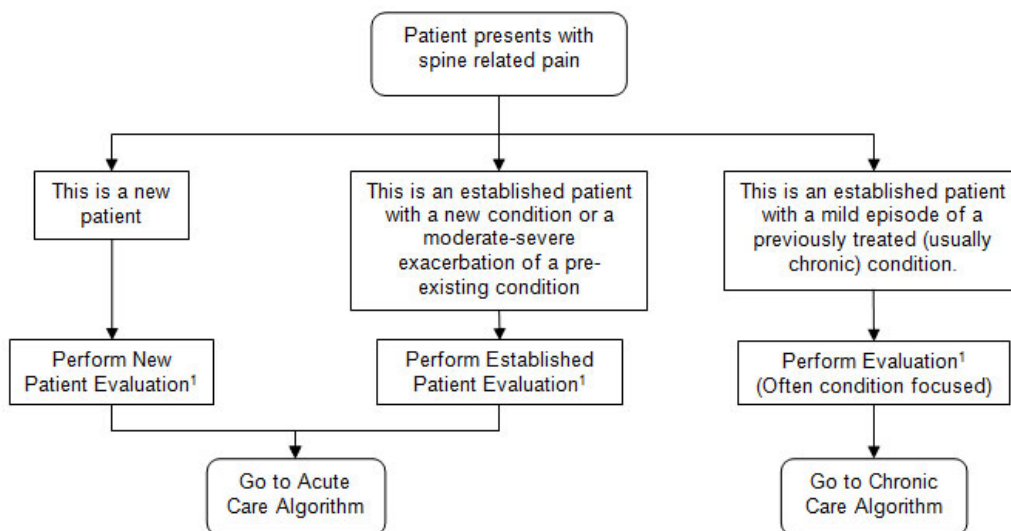 Patient presents with
spine related pain
This is a new
patient
This is an established patient
with a new condition or a
moderate-severe
exacerbation of a pre-
existing condition
This is an established patient
with a mild episode of a
previously treated (usually
chronic) condition.
Perform New
Patient Evaluation¹
Perform Established
Patient Evaluation¹
Perform Evaluation¹
(Often condition focused)
Go to Acute
Care Algorithm
Go to Chronic
Care Algorithm